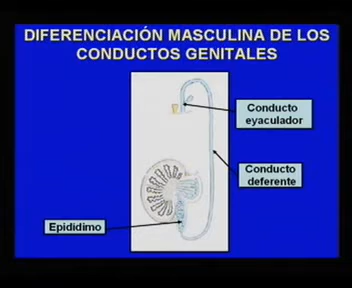 DIFERENCIACIÓN MASCULINA DE LOS
CONDUCTOS GENITALES
Conducto
eyaculador
Conducto
deferente
Epidídimo